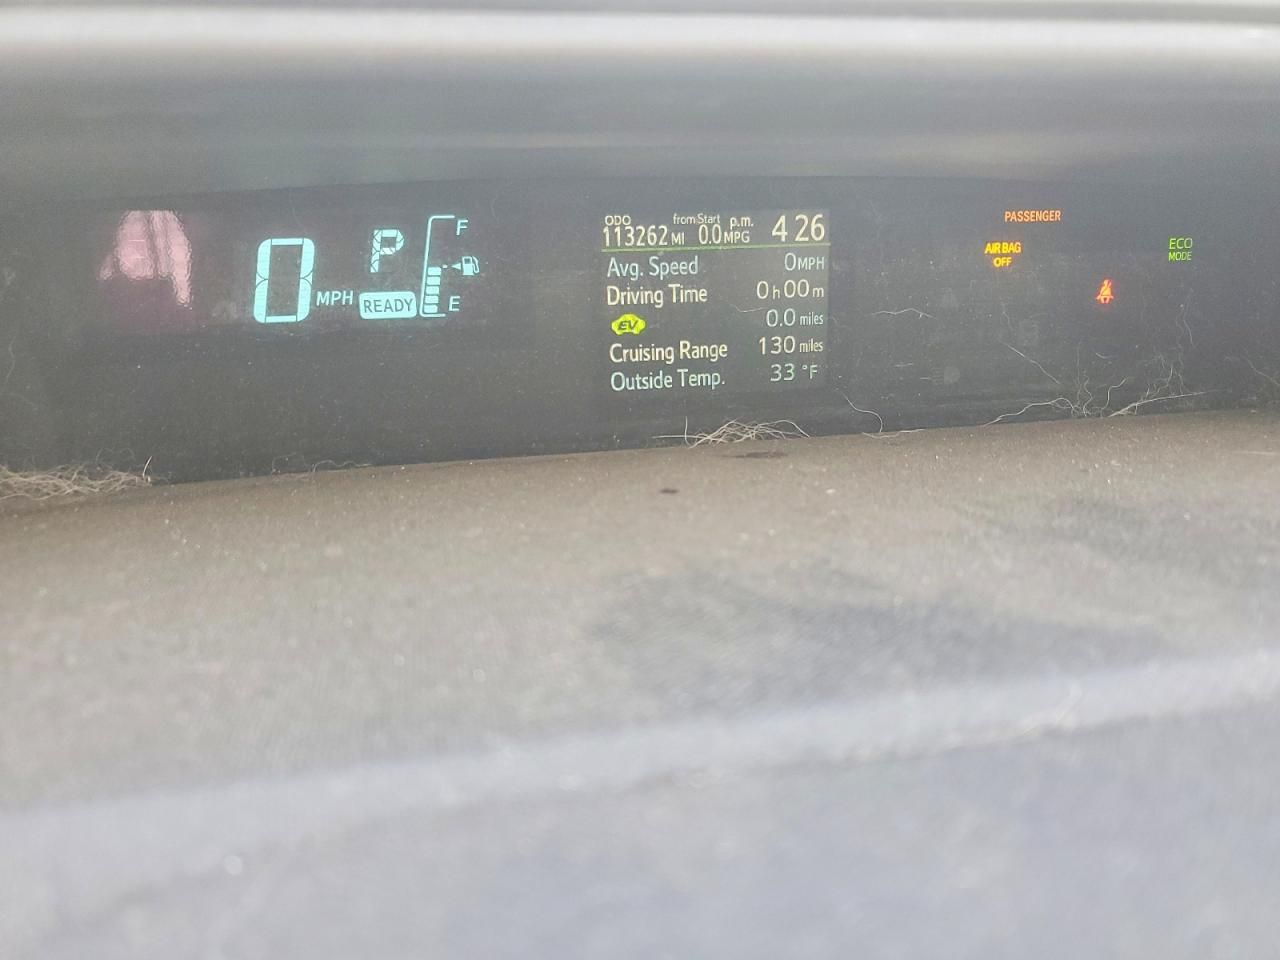 0 MPH
P
READY
F
E
ODO from Start p.m.
113262 MI 0.0 MPG 4 26
Avg. Speed 0 MPH
Driving Time 0 h 00 m
EV 0.0 miles
Cruising Range 130 miles
Outside Temp. 33 °F
PASSENGER
AIR BAG
OFF
ECO
MODE